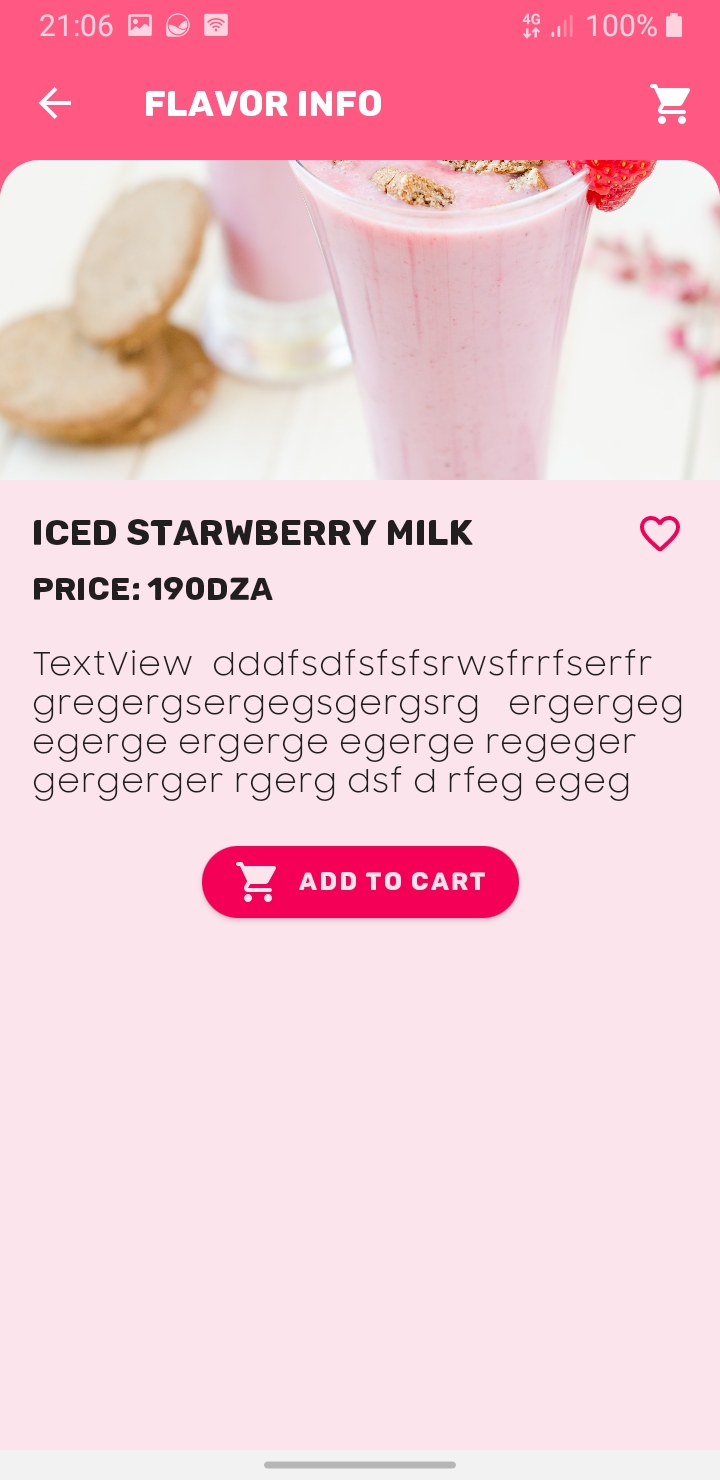 21:06 4G 100%
FLAVOR INFO
ICED STARWBERRY MILK
PRICE: 190DZA
TextView dddfsdfsfsfsrwsfrrfserfr
gregergsergegsgergsrg ergergeg
egerge ergerge egerge regeger
gergerger rgerg dsf d rfeg egeg
ADD TO CART